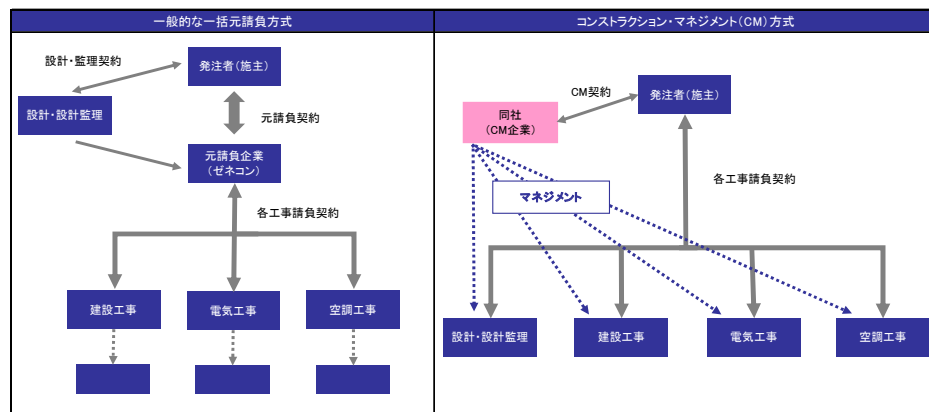 一般的な一括元請負方式
設計・監理契約
発注者(施主)
設計・設計監理
元請負契約
元請負企業
(ゼネコン)
各工事請負契約
建設工事
電気工事
空調工事
コンストラクション・マネジメント(CM)方式
CM契約
発注者(施主)
同社
(CM企業)
マネジメント
各工事請負契約
設計・設計監理
建設工事
電気工事
空調工事